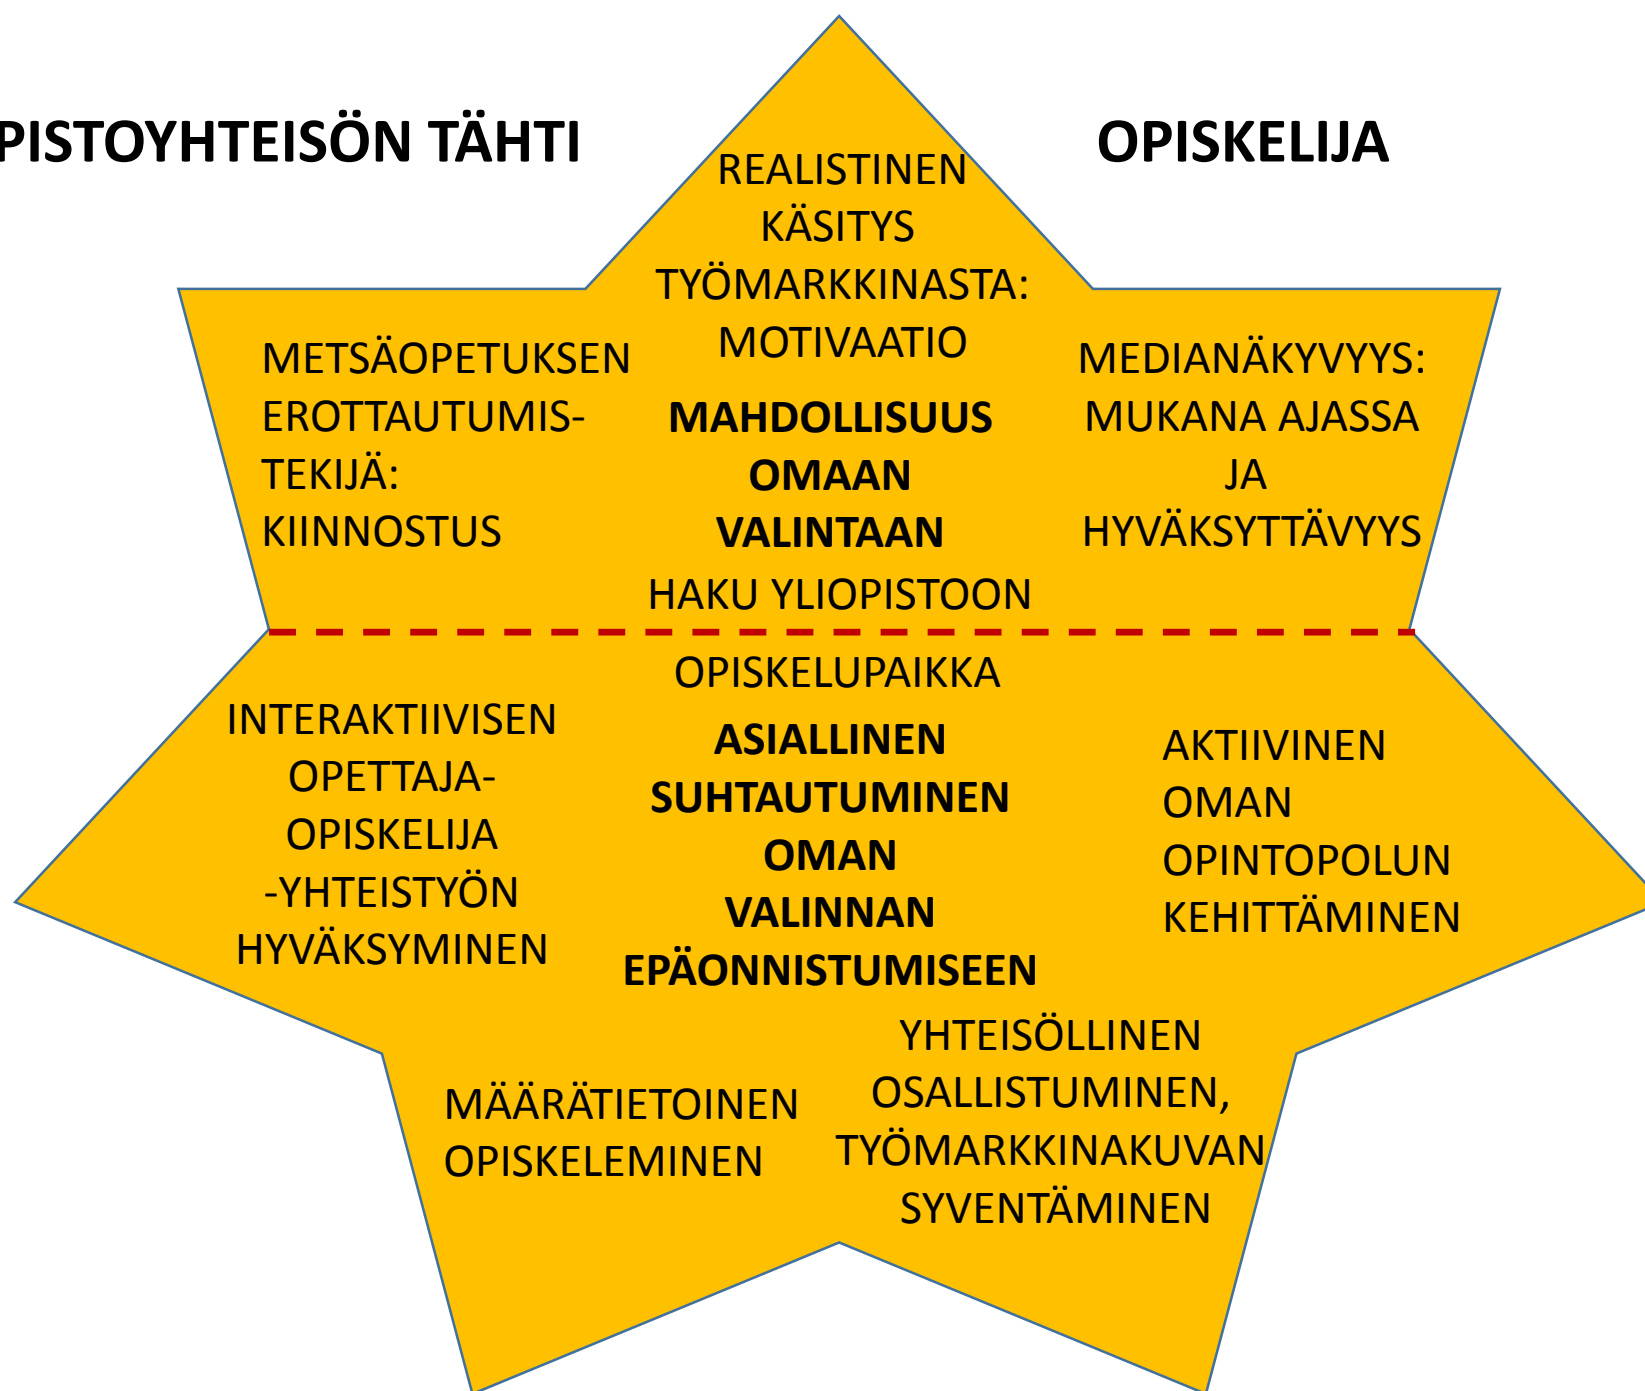 PISTOYHTEISÖN TÄHTI
OPISKELIJA
REALISTINEN
KÄSITYS
TYÖMARKKINASTA:
MOTIVAATIO
METSÄOPETUKSEN
EROTTAUTUMIS-
TEKIJÄ:
KIINNOSTUS
MAHDOLLISUUS
OMAAN
VALINTAAN
MEDIANÄKYVYYS:
MUKANA AJASSA
JA
HYVÄKSYTTÄVYYS
HAKU YLIOPISTOON
OPISKELUPAIKKA
INTERAKTIIVISEN
OPETTAJA-
OPISKELIJA
-YHTEISTYÖN
HYVÄKSYMINEN
ASIALLINEN
SUHTAUTUMINEN
OMAN
VALINNAN
EPÄONNISTUMISEEN
AKTIIVINEN
OMAN
OPINTOPOLUN
KEHITTÄMINEN
MÄÄRÄTIETOINEN
OPISKELEMINEN
YHTEISÖLLINEN
OSALLISTUMINEN,
TYÖMARKKINAKUVAN
SYVENTÄMINEN